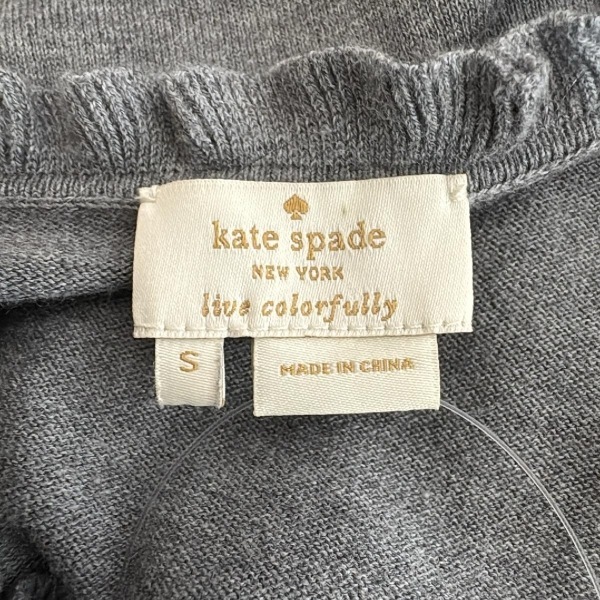 kate spade
NEW YORK
live colorfully
S
MADE IN CHINA